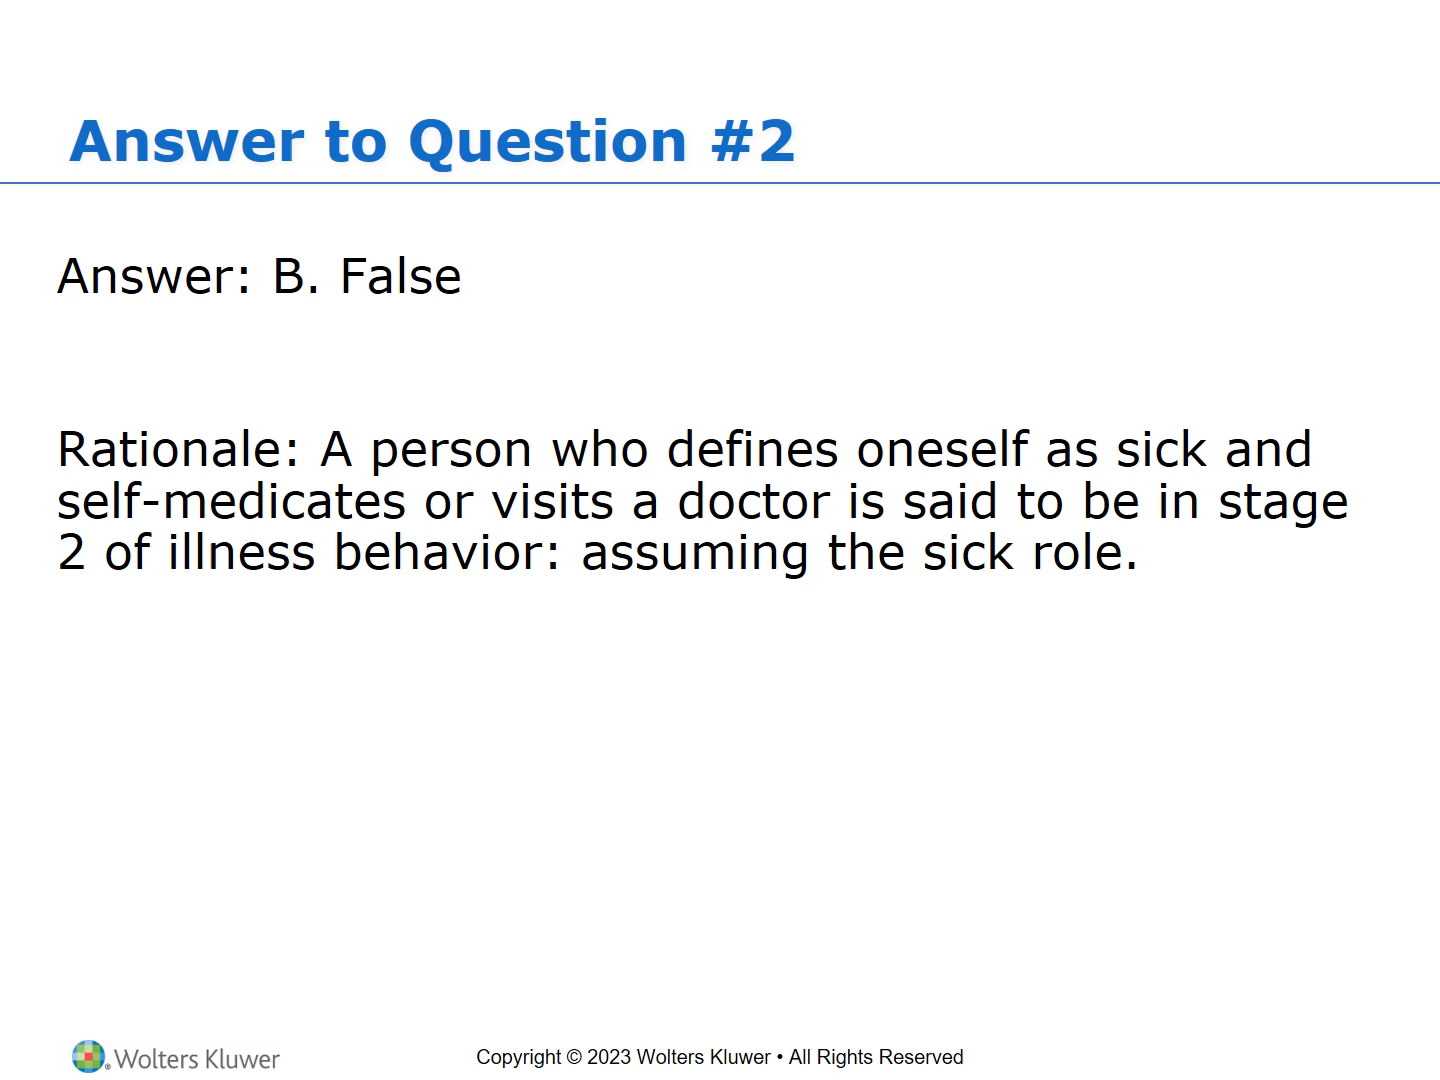 Answer to Question #2
Answer: B. False
Rationale: A person who defines oneself as sick and
self-medicates or visits a doctor is said to be in stage
2 of illness behavior: assuming the sick role.
® Wolters Kluwer
Copyright © 2023 Wolters Kluwer • All Rights Reserved